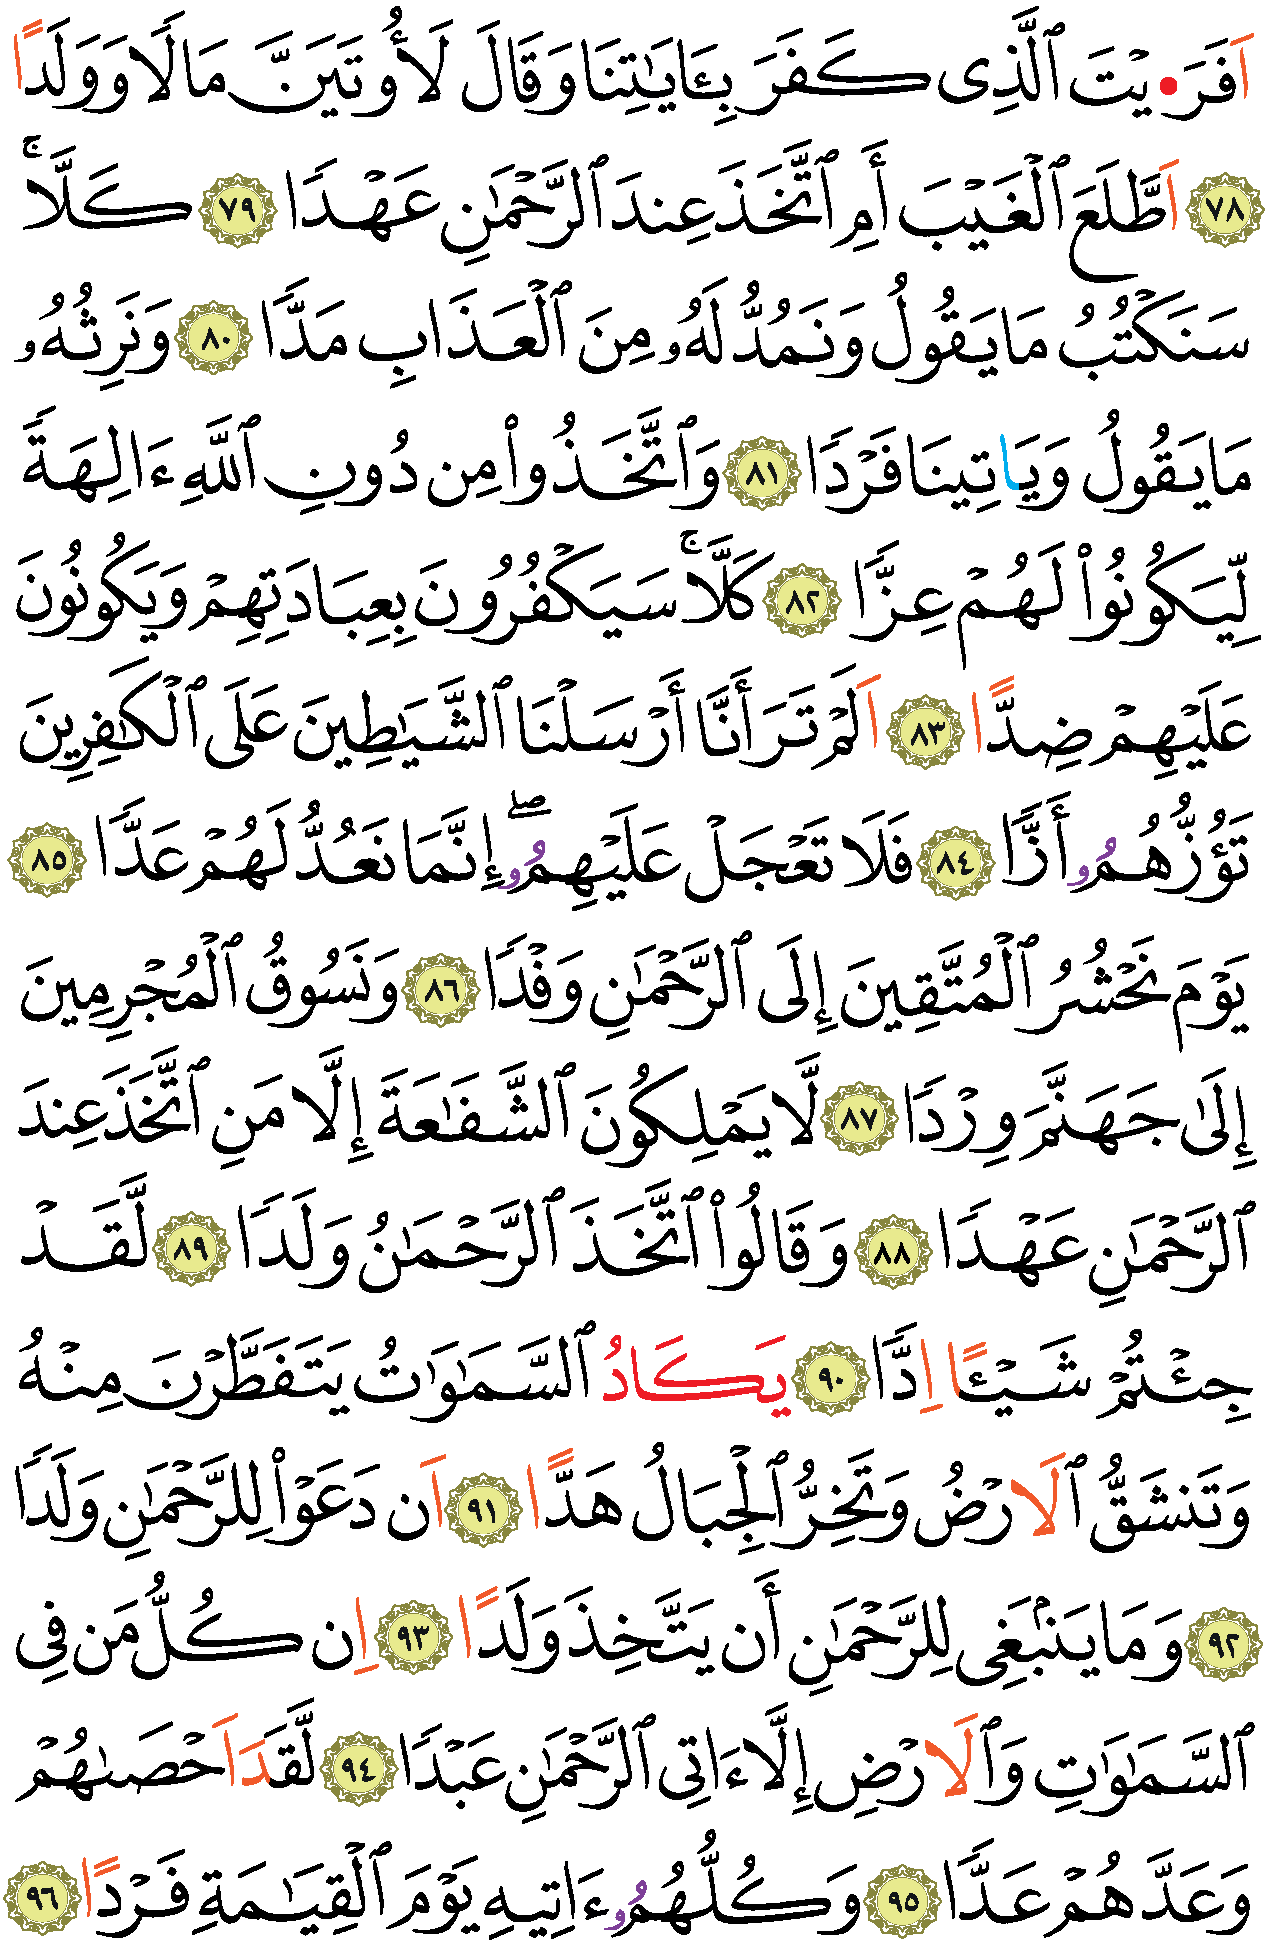 اَفَرَ•يْتَ ٱلَّذِى كَفَرَ بِـَٔايَٰتِنَا وَقَالَ لَأُوتَيَنَّ مَالًا وَوَلَدًا
٧٨ اَطَّلَعَ ٱلْغَيْبَ أَمِ ٱتَّخَذَ عِندَ ٱلرَّحْمَٰنِ عَهْدًا ٧٩ كَلَّاۚ
سَنَكْتُبُ مَا يَقُولُ وَنَمُدُّ لَهُۥ مِنَ ٱلْعَذَابِ مَدًّا ٨٠ وَنَرِثُهُۥ
مَا يَقُولُ وَيَاتِينَا فَرْدًا ٨١ وَٱتَّخَذُوا۟ مِن دُونِ ٱللَّهِ ءَالِهَةً
لِّيَكُونُوا۟ لَهُمْ عِزًّا ٨٢ كَلَّاۚ سَيَكْفُرُونَ بِعِبَادَتِهِمْ وَيَكُونُونَ
عَلَيْهِمْ ضِدًّا ٨٣ اَلَمْ تَرَ أَنَّا أَرْسَلْنَا ٱلشَّيَٰطِينَ عَلَى ٱلْكَٰفِرِينَ
تَؤُزُّهُمُۥ أَزًّا ٨٤ فَلَا تَعْجَلْ عَلَيْهِمُۥۖ إِنَّمَا نَعُدُّ لَهُمْ عَدًّا ٨٥
يَوْمَ نَحْشُرُ ٱلْمُتَّقِينَ إِلَى ٱلرَّحْمَٰنِ وَفْدًا ٨٦ وَنَسُوقُ ٱلْمُجْرِمِينَ
إِلَىٰ جَهَنَّمَ وِرْدًا ٨٧ لَّا يَمْلِكُونَ ٱلشَّفَٰعَةَ إِلَّا مَنِ ٱتَّخَذَ عِندَ
ٱلرَّحْمَٰنِ عَهْدًا ٨٨ وَقَالُوا۟ ٱتَّخَذَ ٱلرَّحْمَٰنُ وَلَدًا ٨٩ لَّقَدْ
جِئْتُمْ شَيْـًٔا اِدًّا ٩٠ يَكَادُ ٱلسَّمَٰوَٰتُ يَتَفَطَّرْنَ مِنْهُ
وَتَنشَقُّ ٱلَارْضُ وَتَخِرُّ ٱلْجِبَالُ هَدًّا ٩١ اَن دَعَوْا۟ لِلرَّحْمَٰنِ وَلَدًا
٩٢ وَمَا يَنۢبَغِى لِلرَّحْمَٰنِ أَن يَتَّخِذَ وَلَدًا ٩٣ اِن كُلُّ مَن فِى
ٱلسَّمَٰوَٰتِ وَٱلَارْضِ إِلَّا ءَاتِى ٱلرَّحْمَٰنِ عَبْدًا ٩٤ لَّقَدَ اَحْصَىٰهُمْ
وَعَدَّهُمْ عَدًّا ٩٥ وَكُلُّهُمُۥ ءَاتِيهِ يَوْمَ ٱلْقِيَٰمَةِ فَرْدًا ٩٦